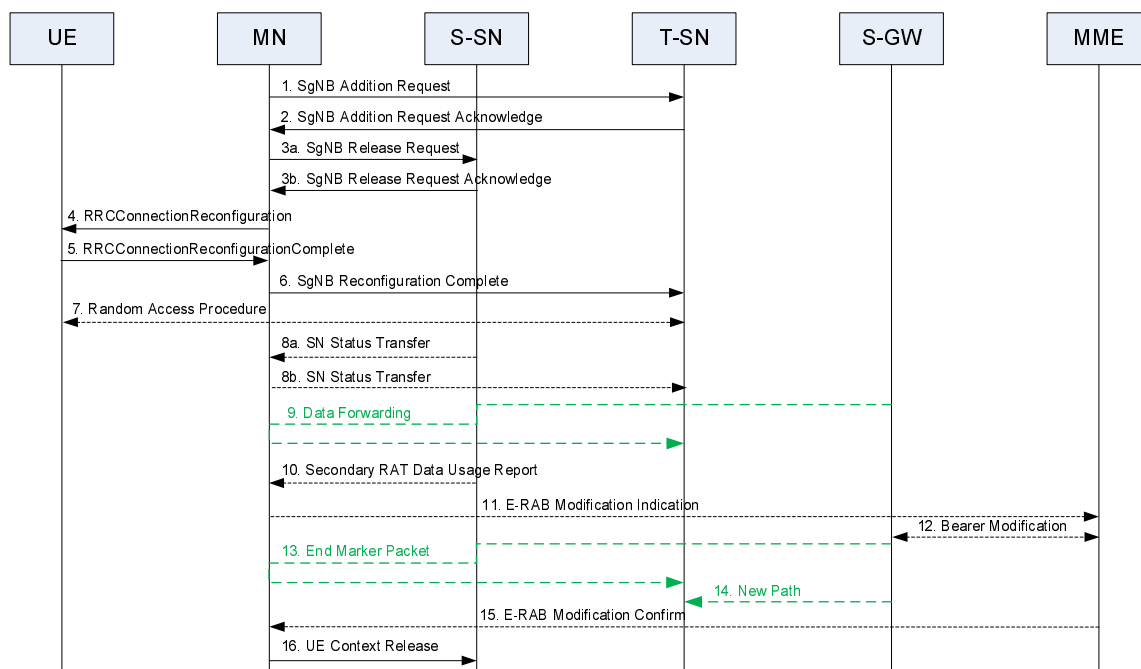 UE
MN
S-SN
T-SN
S-GW
MME
1. SgNB Addition Request
2. SgNB Addition Request Acknowledge
3a. SgNB Release Request
3b. SgNB Release Request Acknowledge
4. RRCConnectionReconfiguration
5. RRCConnectionReconfigurationComplete
6. SgNB Reconfiguration Complete
7. Random Access Procedure
8a. SN Status Transfer
8b. SN Status Transfer
9. Data Forwarding
10. Secondary RAT Data Usage Report
11. E-RAB Modification Indication
12. Bearer Modification
13. End Marker Packet
14. New Path
15. E-RAB Modification Confirm
16. UE Context Release